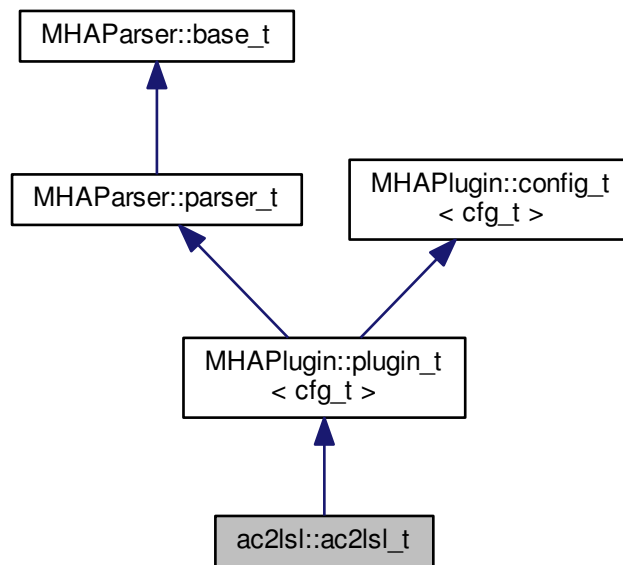 MHAParser::base_t
MHAParser::parser_t
MHAPlugin::config_t
< cfg_t >
MHAPlugin::plugin_t
< cfg_t >
ac2lsl::ac2lsl_t